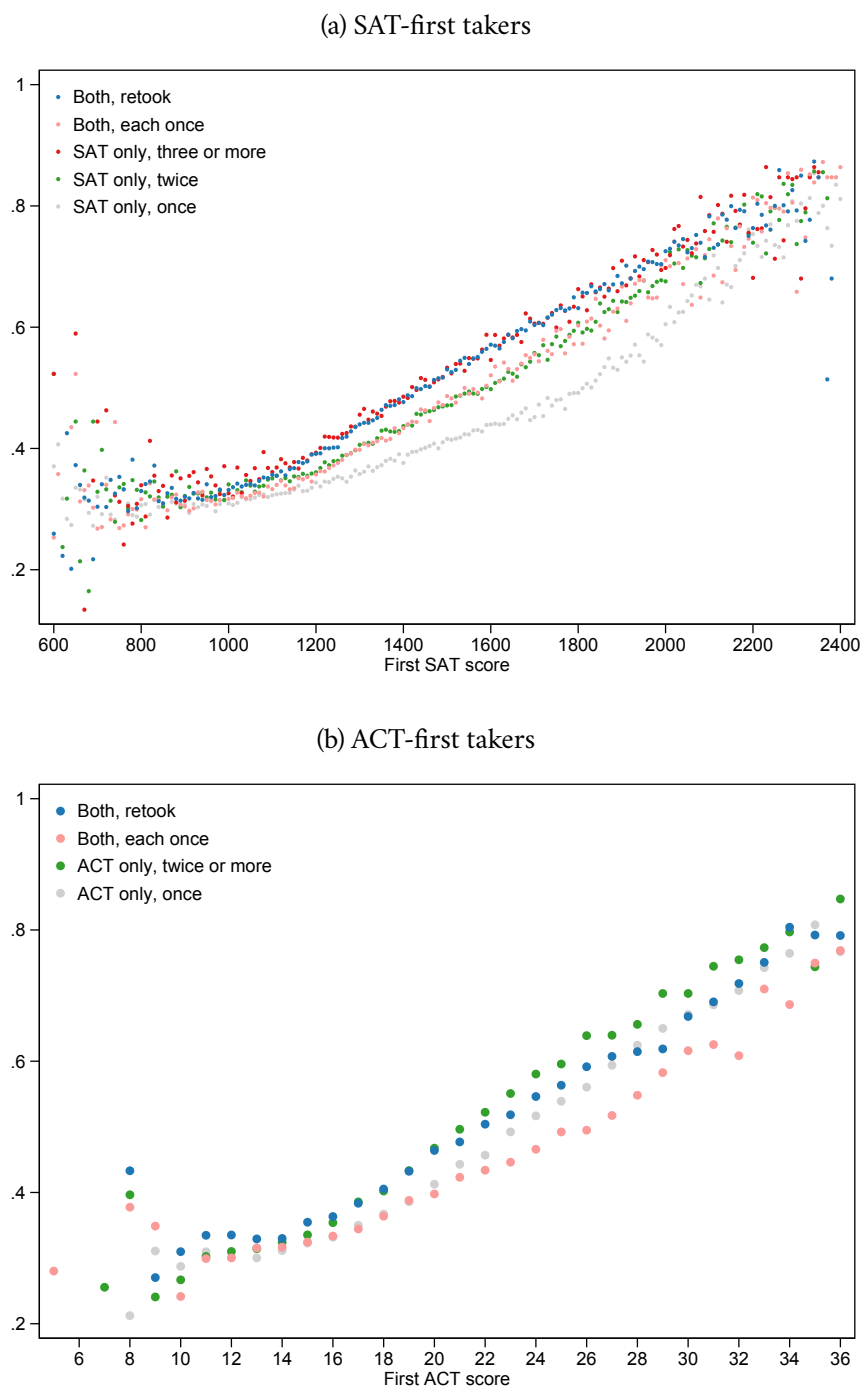 (a) SAT-first takers
1
.8
.6
.4
.2
Both, retook
Both, each once
SAT only, three or more
SAT only, twice
SAT only, once
600 800 1000 1200 1400 1600 1800 2000 2200 2400
First SAT score
(b) ACT-first takers
1
.8
.6
.4
.2
Both, retook
Both, each once
ACT only, twice or more
ACT only, once
6 8 10 12 14 16 18 20 22 24 26 28 30 32 34 36
First ACT score